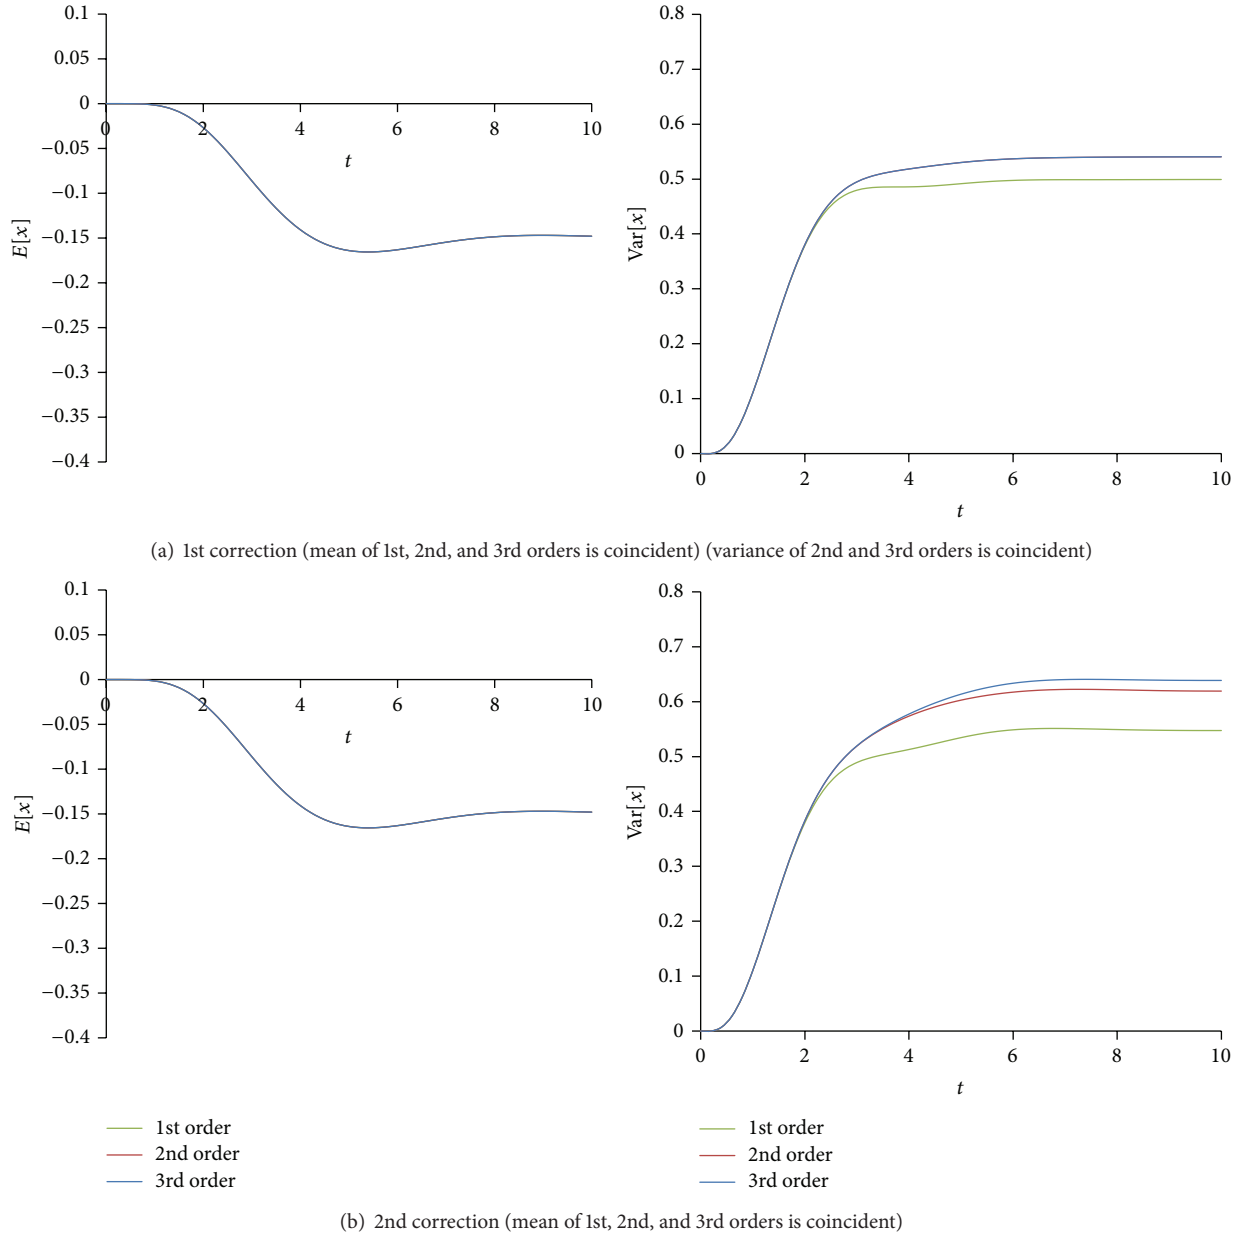 0.1
0.05
0
−0.05
−0.1
−0.15
−0.2
−0.25
−0.3
−0.35
−0.4
E[x]
0 2 4 6 8 10
t
0.8
0.7
0.6
0.5
0.4
0.3
0.2
0.1
0
Var[x]
0 2 4 6 8 10
t
(a) 1st correction (mean of 1st, 2nd, and 3rd orders is coincident) (variance of 2nd and 3rd orders is coincident)
0.1
0.05
0
−0.05
−0.1
−0.15
−0.2
−0.25
−0.3
−0.35
−0.4
E[x]
0 2 4 6 8 10
t
0.8
0.7
0.6
0.5
0.4
0.3
0.2
0.1
0
Var[x]
0 2 4 6 8 10
t
1st order
2nd order
3rd order
1st order
2nd order
3rd order
(b) 2nd correction (mean of 1st, 2nd, and 3rd orders is coincident)